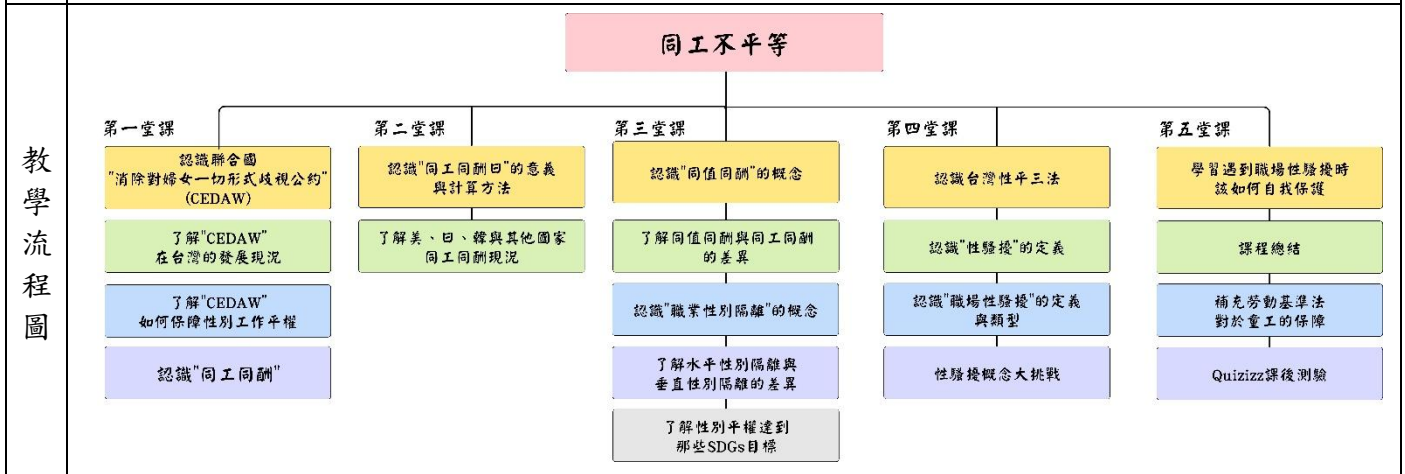 教學流程圖
同工不平等
第一堂課
認識聯合國
"消除對婦女一切形式歧視公約"
(CEDAW)
了解"CEDAW"
在台灣的發展現況
了解"CEDAW"
如何保障性別工作平權
認識"同工同酬"
第二堂課
認識"同工同酬日"的意義
與計算方法
了解美、日、韓與其他國家
同工同酬現況
第三堂課
認識"同值同酬"的概念
了解同值同酬與同工同酬
的差異
認識"職業性別隔離"的概念
了解水平性別隔離與
垂直性別隔離的差異
了解性別平權達到
那些SDGs目標
第四堂課
認識台灣性平三法
認識"性騷擾"的定義
認識"職場性騷擾"的定義
與類型
性騷擾概念大挑戰
第五堂課
學習遇到職場性騷擾時
該如何自我保護
課程總結
補充勞動基準法
對於童工的保障
Quizizz課後測驗